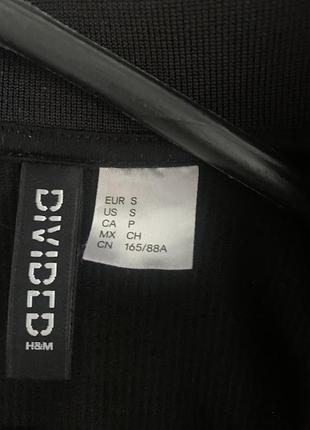 DIVIDED
H&M
EUR S
US S
CA P
MX CH
CN 165/88A